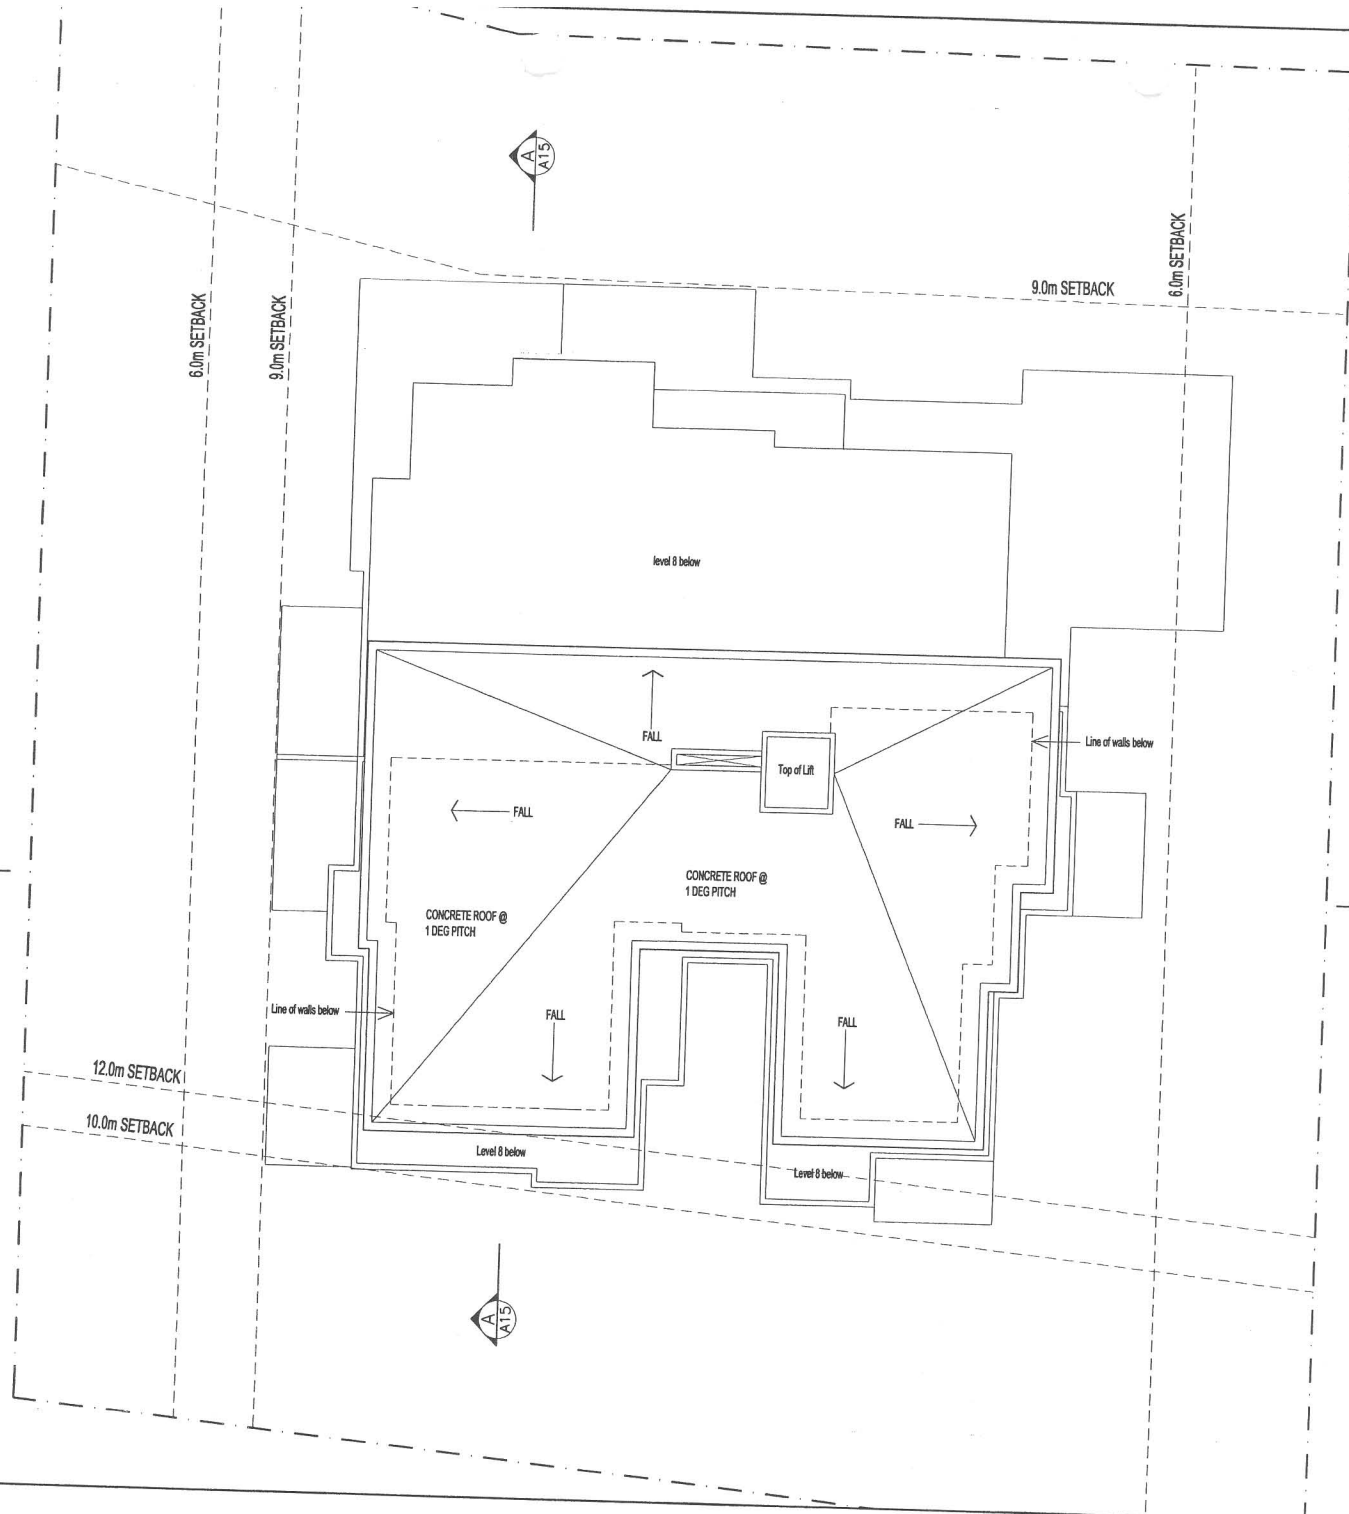 A
A15
6.0m SETBACK
9.0m SETBACK
6.0m SETBACK
9.0m SETBACK
level 8 below
FALL
Line of walls below
Top of Lift
FALL
FALL
CONCRETE ROOF @
1 DEG PITCH
CONCRETE ROOF @
1 DEG PITCH
Line of walls below
FALL
FALL
12.0m SETBACK
10.0m SETBACK
Level 8 below
Level 8 below
A
A15